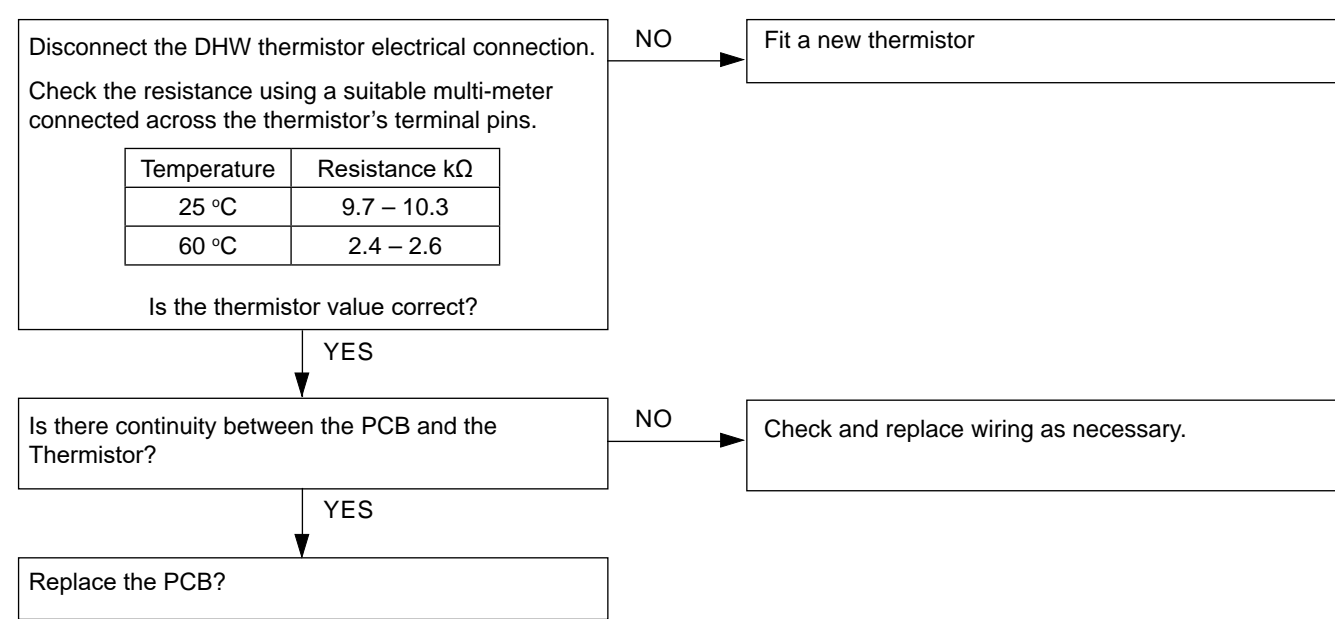 Disconnect the DHW thermistor electrical connection.
NO
Fit a new thermistor
Check the resistance using a suitable multi-meter
connected across the thermistor’s terminal pins.
Temperature Resistance kΩ
25 ºC 9.7 – 10.3
60 ºC 2.4 – 2.6
Is the thermistor value correct?
YES
Is there continuity between the PCB and the
Thermistor?
NO
Check and replace wiring as necessary.
YES
Replace the PCB?